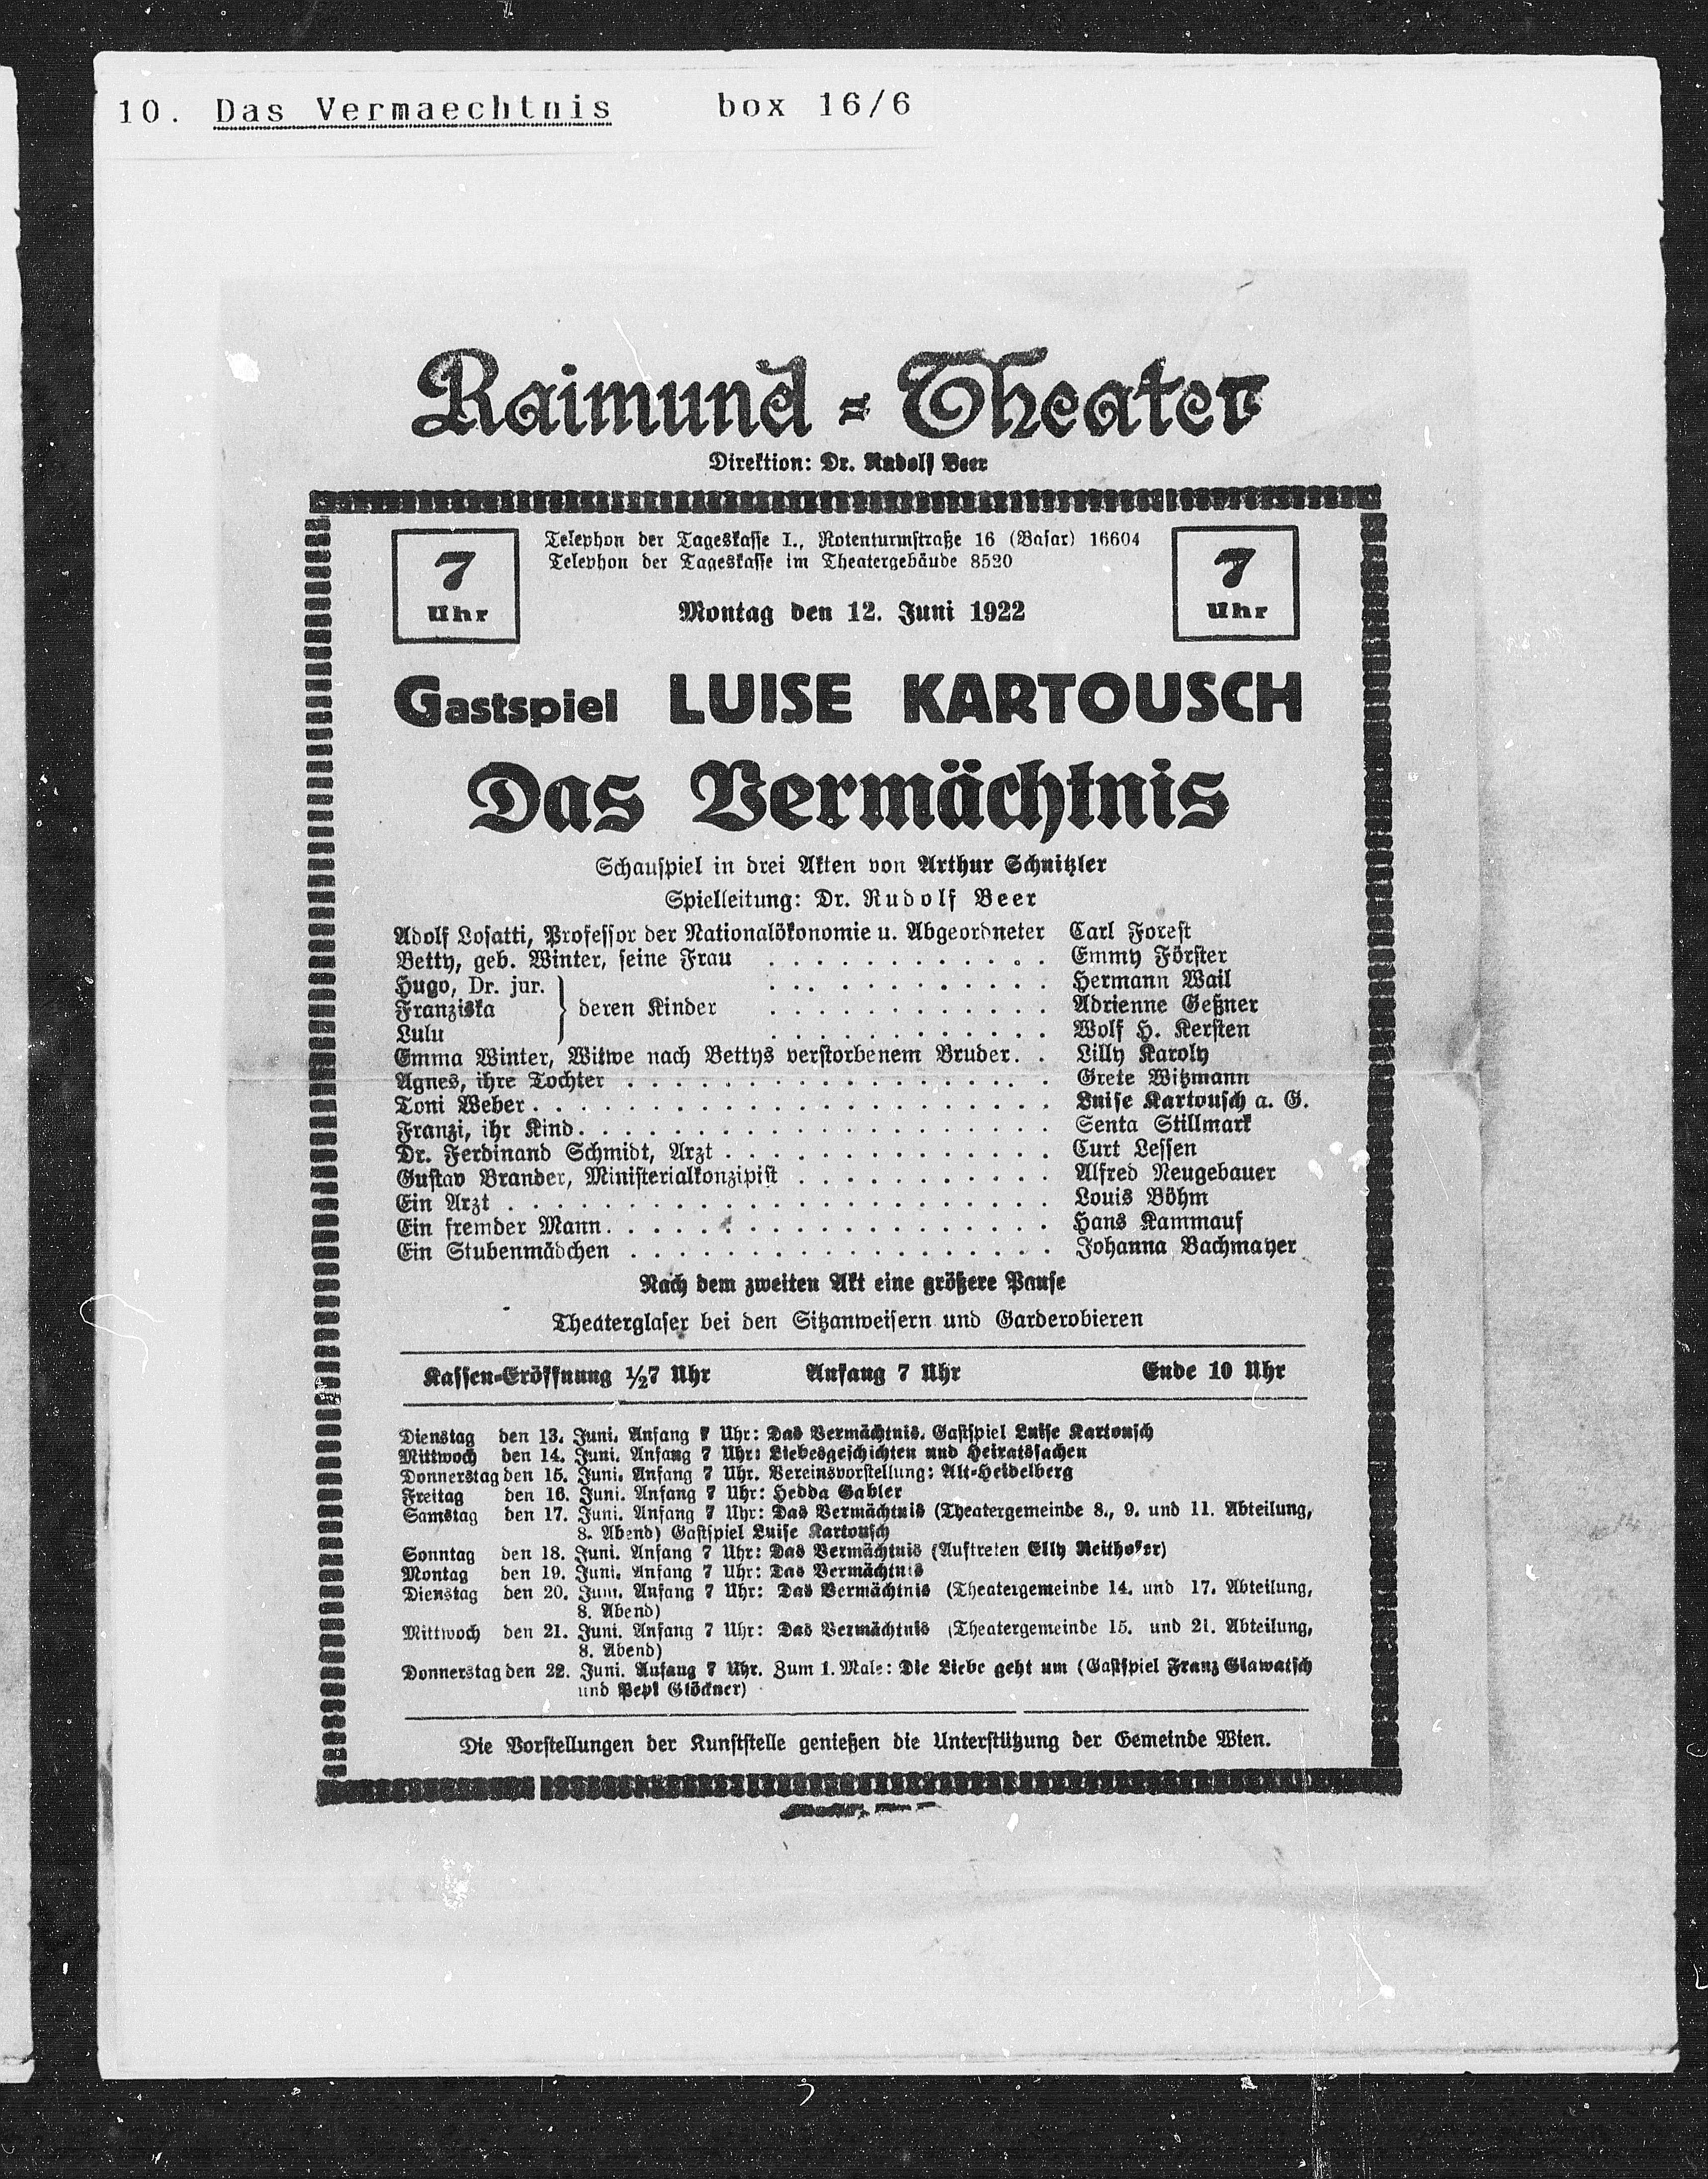 10. Das Vermaechtnis box 16/6
Raimund-Theater
Direktion: Dr. Rudolf Beer
7 Uhr
Telephon der Tageskasse I., Rotenturmstraße 16 (Basar) 16604
Telephon der Tageskasse im Theatergebäude 8520
7 Uhr
Montag den 12. Juni 1922
Gastspiel LUISE KARTOUSCH
Das Vermächtnis
Schauspiel in drei Akten von Arthur Schnitzler
Spielleitung: Dr. Rudolf Beer
Adolf Losatti, Professor der Nationalökonomie u. Abgeordneter Carl Forest
Betty, geb. Winter, seine Frau . . . . . . . . . . . . Emmy Förster
Hugo, Dr. jur. } . . . . . . . . . . . . Hermann Wail
Franziska } deren Kinder . . . . . . . . . . . . Adrienne Geßner
Lulu } . . . . . . . . . . . . Wolf H. Kersten
Emma Winter, Witwe nach Bettys verstorbenem Bruder. . Lilly Karoly
Agnes, ihre Tochter . . . . . . . . . . . . . . . . . . Grete Witzmann
Toni Weber. . . . . . . . . . . . . . . . . . . . . . Luise Kartousch a. G.
Franzi, ihr Kind. . . . . . . . . . . . . . . . . . . . Senta Stillmark
Dr. Ferdinand Schmidt, Arzt . . . . . . . . . . . . . . Curt Lessen
Gustav Brander, Ministerialkonzipist . . . . . . . . . . . Alfred Neugebauer
Ein Arzt . . . . . . . . . . . . . . . . . . . . . . . Louis Böhm
Ein fremder Mann. . . . . . . . . . . . . . . . . . . Hans Kammauf
Ein Stubenmädchen . . . . . . . . . . . . . . . . . . Johanna Bachmayer
Nach dem zweiten Akt eine größere Pause
Theatergläser bei den Sitzanweisern und Garderobieren
Kassen-Eröffnung ½7 Uhr Anfang 7 Uhr Ende 10 Uhr
Dienstag den 13. Juni. Anfang 7 Uhr: Das Vermächtnis. Gastspiel Luise Kartousch
Mittwoch den 14. Juni. Anfang 7 Uhr: Liebesgeschichten und Heiratssachen
Donnerstag den 15. Juni. Anfang 7 Uhr. Vereinsvorstellung: Alt-Heidelberg
Freitag den 16. Juni. Anfang 7 Uhr: Hedda Gabler
Samstag den 17. Juni. Anfang 7 Uhr: Das Vermächtnis (Theatergemeinde 8., 9. und 11. Abteilung,
8. Abend) Gastspiel Luise Kartousch
Sonntag den 18. Juni. Anfang 7 Uhr: Das Vermächtnis (Auftreten Elly Reithofer)
Montag den 19. Juni. Anfang 7 Uhr: Das Vermächtnis
Dienstag den 20. Juni. Anfang 7 Uhr: Das Vermächtnis (Theatergemeinde 14. und 17. Abteilung,
8. Abend)
Mittwoch den 21. Juni. Anfang 7 Uhr: Das Vermächtnis (Theatergemeinde 15. und 21. Abteilung,
8. Abend)
Donnerstag den 22. Juni. Anfang 7 Uhr. Zum 1. Male: Die Liebe geht um (Gastspiel Franz Glawatsch
und Pepi Glöckner)
Die Vorstellungen der Kunststelle genießen die Unterstützung der Gemeinde Wien.